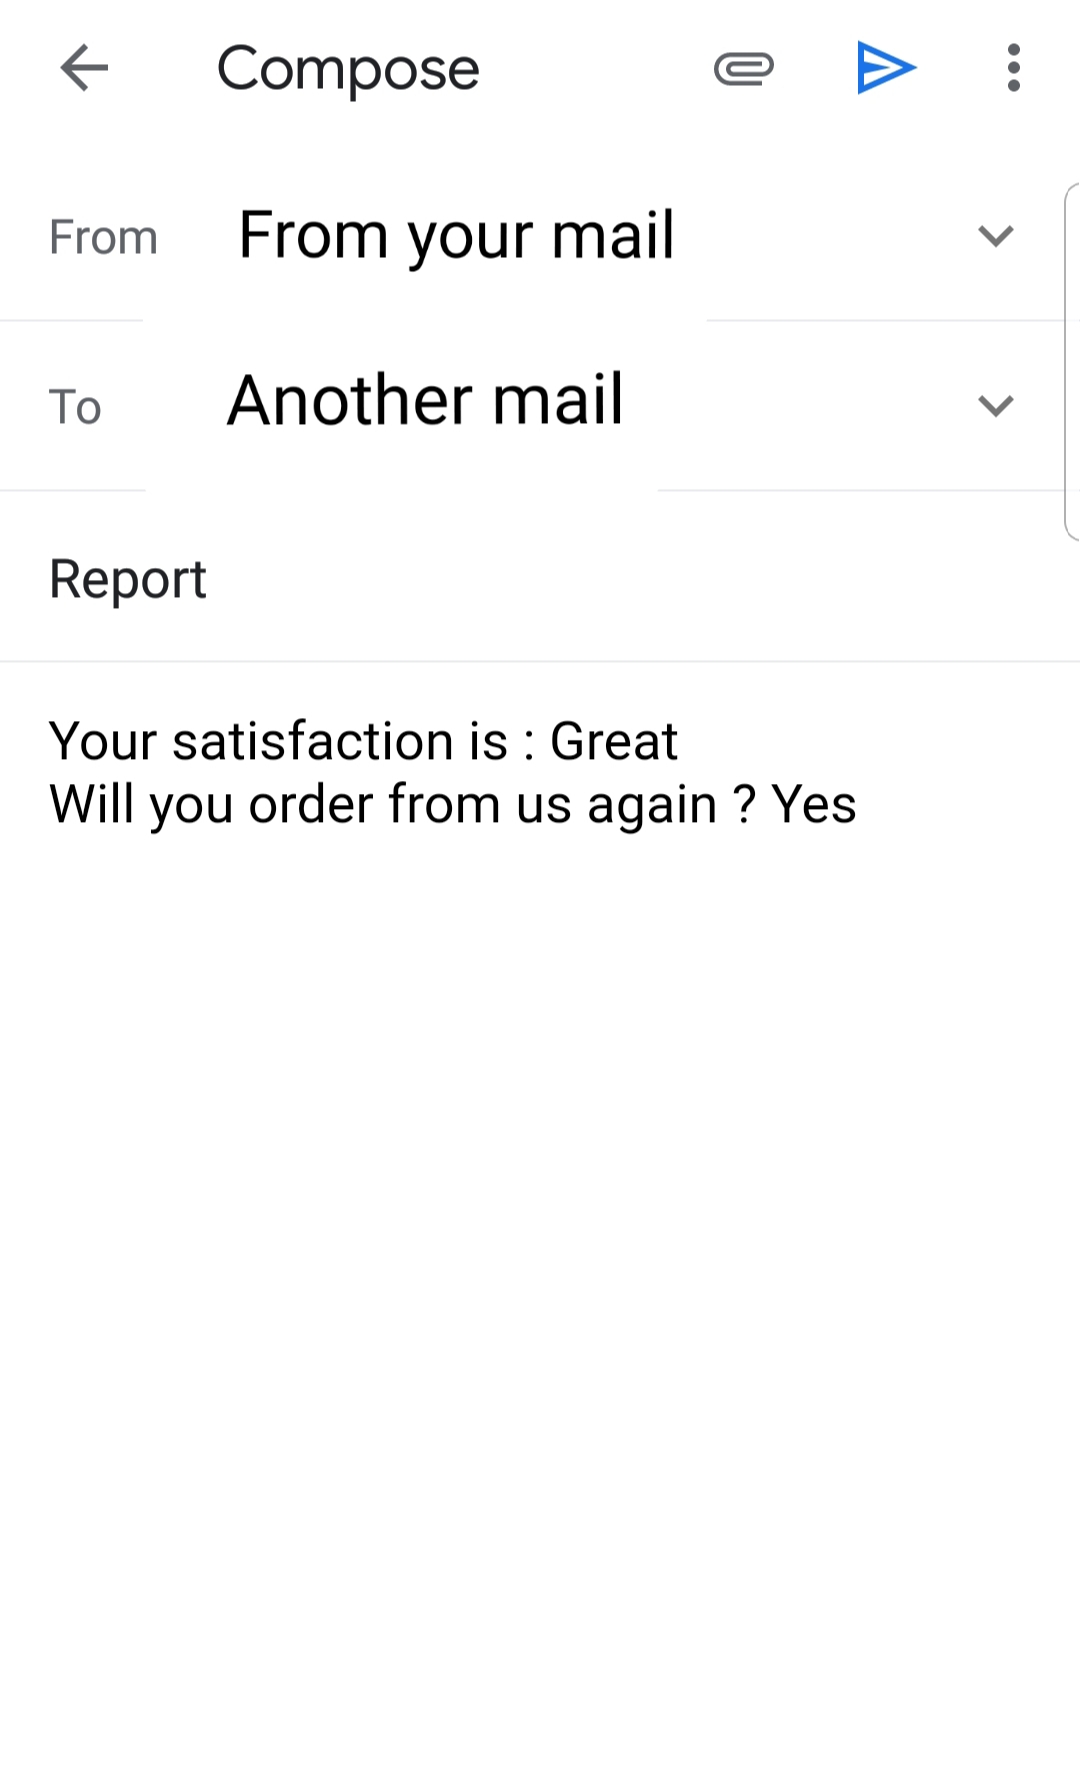 Compose
From From your mail
To Another mail
Report
Your satisfaction is : Great
Will you order from us again ? Yes